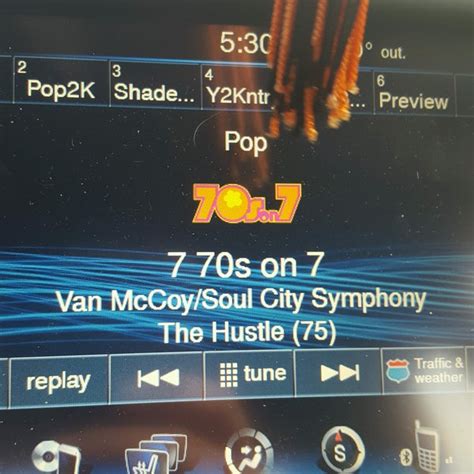 5:30 ° out.
2 Pop2K 3 Shade... 4 Y2Kntr ... 6 Preview
Pop
70s on 7
7 70s on 7
Van McCoy/Soul City Symphony
The Hustle (75)
replay tune Traffic & weather
S